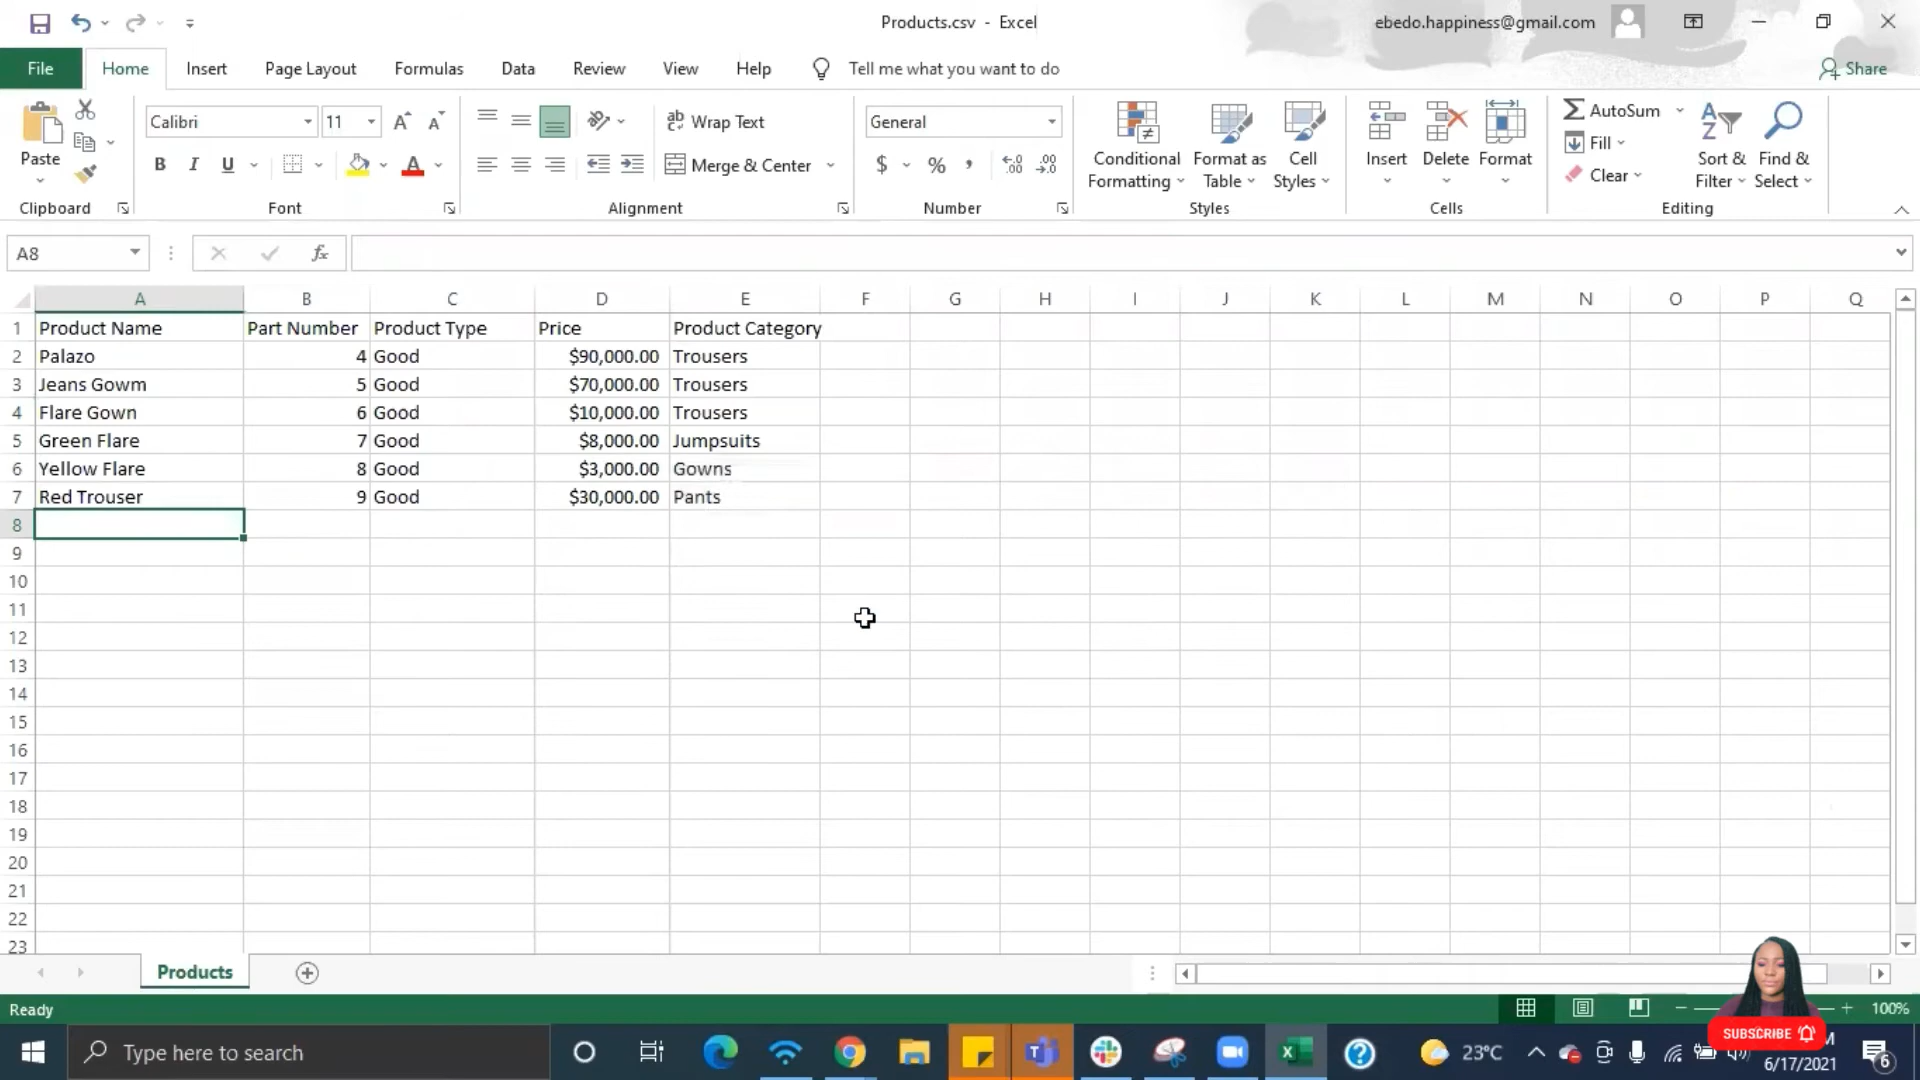 Products.csv - Excel
ebedo.happiness@gmail.com
File Home Insert Page Layout Formulas Data Review View Help Tell me what you want to do Share
Paste
Clipboard
Calibri 11
B I U
Font
Wrap Text
Merge & Center
Alignment
General
$ % ,
Number
Conditional Formatting
Format as Table
Cell Styles
Styles
Insert Delete Format
Cells
AutoSum
Fill
Clear
Sort & Filter
Find & Select
Editing
A8 fx
A B C D E F G H I J K L M N O P Q
1 Product Name Part Number Product Type Price Product Category
2 Palazo 4 Good $90,000.00 Trousers
3 Jeans Gowm 5 Good $70,000.00 Trousers
4 Flare Gown 6 Good $10,000.00 Trousers
5 Green Flare 7 Good $8,000.00 Jumpsuits
6 Yellow Flare 8 Good $3,000.00 Gowns
7 Red Trouser 9 Good $30,000.00 Pants
8
9
10
11
12
13
14
15
16
17
18
19
20
21
22
23
Products
Ready 100%
SUBSCRIBE
Type here to search 23°C 6/17/2021 6